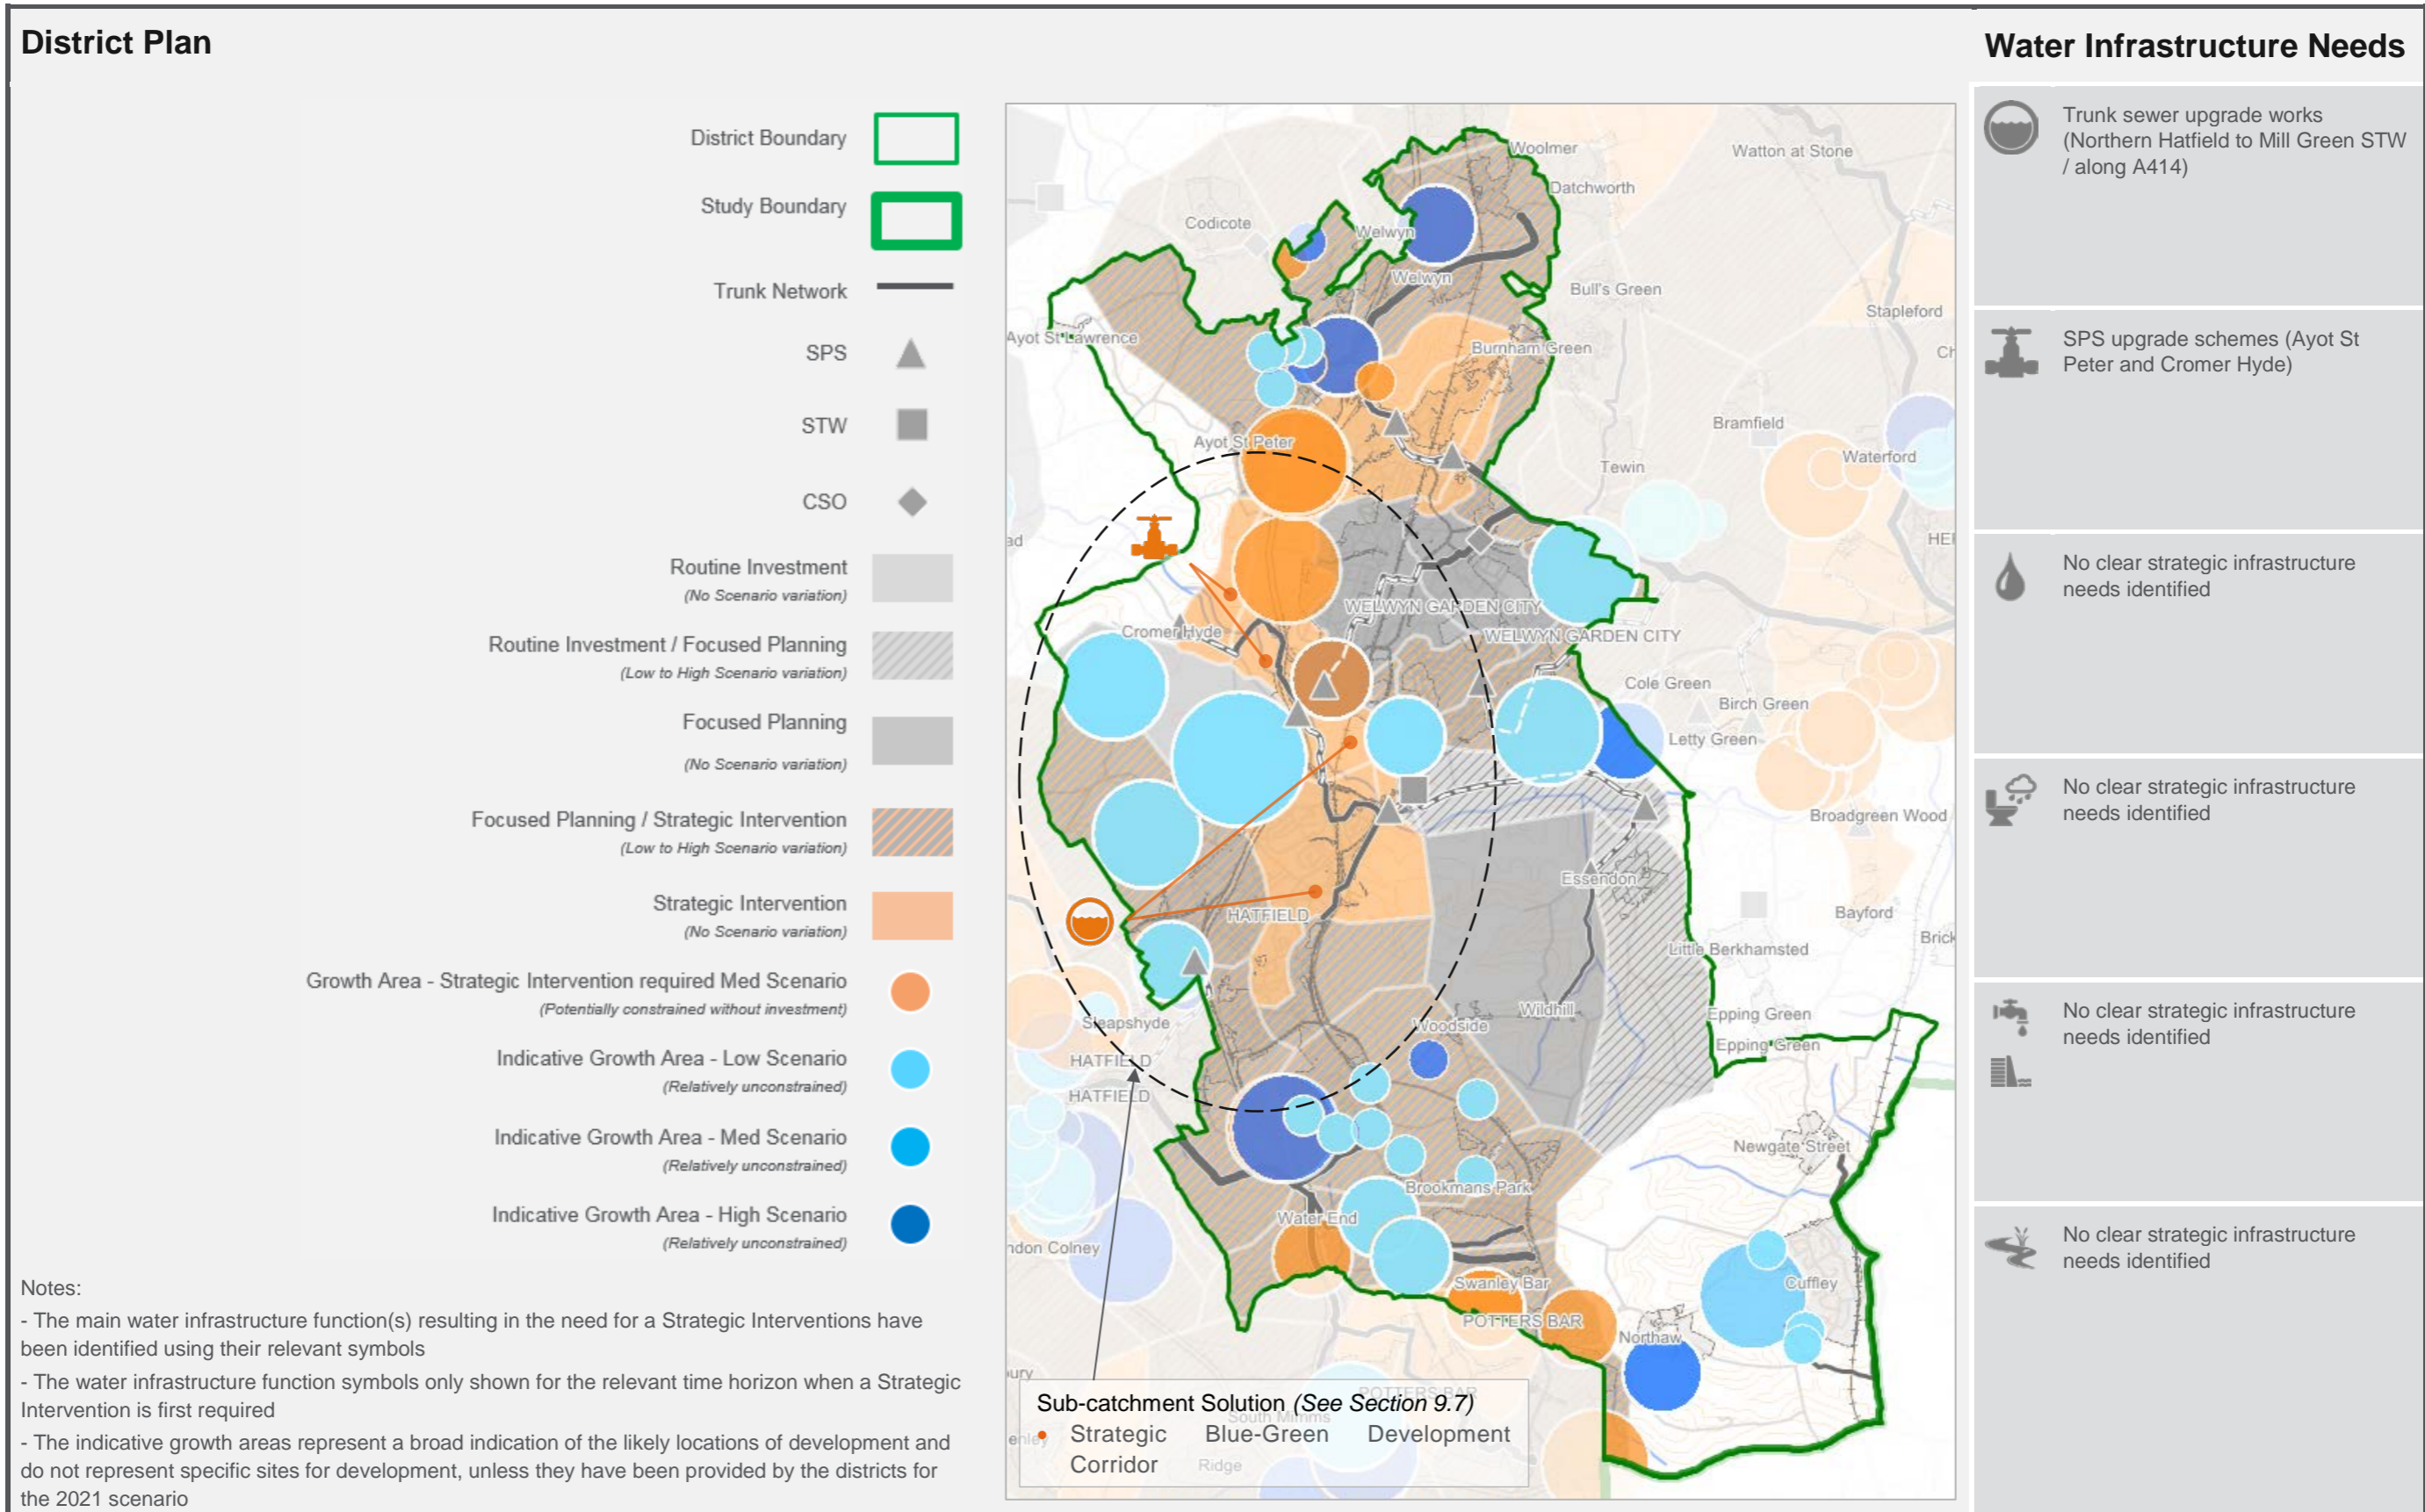 District Plan
Water Infrastructure Needs
District Boundary
Study Boundary
Trunk Network
SPS
STW
CSO
Routine Investment
(No Scenario variation)
Routine Investment / Focused Planning
(Low to High Scenario variation)
Focused Planning
(No Scenario variation)
Focused Planning / Strategic Intervention
(Low to High Scenario variation)
Strategic Intervention
(No Scenario variation)
Growth Area - Strategic Intervention required Med Scenario
(Potentially constrained without investment)
Indicative Growth Area - Low Scenario
(Relatively unconstrained)
Indicative Growth Area - Med Scenario
(Relatively unconstrained)
Indicative Growth Area - High Scenario
(Relatively unconstrained)
Notes:
- The main water infrastructure function(s) resulting in the need for a Strategic Interventions have
been identified using their relevant symbols
- The water infrastructure function symbols only shown for the relevant time horizon when a Strategic
Intervention is first required
- The indicative growth areas represent a broad indication of the likely locations of development and
do not represent specific sites for development, unless they have been provided by the districts for
the 2021 scenario
Woolmer
Watton at Stone
Datchworth
Codicote
Welwyn
Welwyn
Bull's Green
Stapleford
Ayot St Lawrence
Burnham Green
Bramfield
Ayot St Peter
Waterford
Tewin
WELWYN GARDEN CITY
Cromer Hyde
WELWYN GARDEN CITY
Cole Green
Birch Green
Letty Green
Broadgreen Wood
Essendon
HATFIELD
Bayford
Brick
Little Berkhamsted
Wildhill
Epping Green
Sleapshyde
Woodside
Epping Green
HATFIELD
HATFIELD
Newgate Street
Brookmans Park
Water End
ndon Colney
Swanley Bar
Cuffley
POTTERS BAR
Northaw
POTTERS BAR
South Mimms
Ridge
Sub-catchment Solution (See Section 9.7)
Strategic Blue-Green Development
Corridor
Trunk sewer upgrade works
(Northern Hatfield to Mill Green STW
/ along A414)
SPS upgrade schemes (Ayot St
Peter and Cromer Hyde)
No clear strategic infrastructure
needs identified
No clear strategic infrastructure
needs identified
No clear strategic infrastructure
needs identified
No clear strategic infrastructure
needs identified